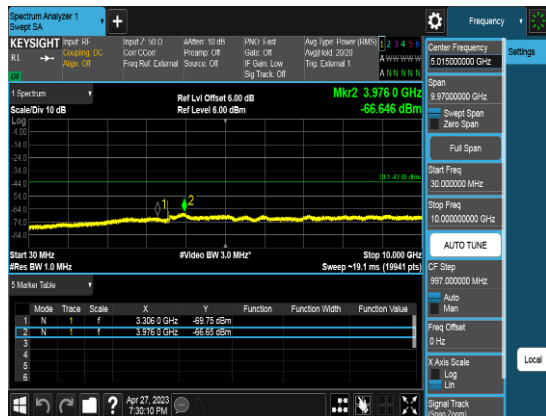 Spectrum Analyzer 1
Swept SA
+
Frequency
KEYSIGHT
Input: RF
Input Z: 50 Ω
#Atten: 10 dB
PNO: Fast
Avg Type: Power (RMS)
1 2 3 4 5 6
R L
Coupling: DC
Corr CCorr
Preamp: Off
Gate: Off
Avg|Hold: 20/20
A W W W W W
Align: Off
Freq Ref: External
Source: Off
IF Gain: Low
Trig: External 1
Sig Track: Off
A N N N N N
Center Frequency
5.015000000 GHz
Settings
Span
9.97000000 GHz
Swept Span
Zero Span
Full Span
Start Freq
30.000000 MHz
Stop Freq
10.000000000 GHz
AUTO TUNE
CF Step
997.000000 MHz
Auto
Man
Freq Offset
0 Hz
X Axis Scale
Log
Lin
Local
Signal Track
(Span Zoom)
1 Spectrum
Ref Lvl Offset 6.00 dB
Mkr2 3.976 0 GHz
Scale/Div 10 dB
Ref Level 6.00 dBm
-66.646 dBm
Log
-4.00
-14.0
-24.0
-34.0
DL1 -43.00 dBm
-44.0
-54.0
-64.0
-74.0
-84.0
1
2
Start 30 MHz
#Video BW 3.0 MHz*
Stop 10.000 GHz
#Res BW 1.0 MHz
Sweep ~19.1 ms (19941 pts)
5 Marker Table
Mode Trace Scale X Y Function Function Width Function Value
1 N 1 f 3.306 0 GHz -69.75 dBm
2 N 1 f 3.976 0 GHz -66.65 dBm
3
4
5
6
? Apr 27, 2023
7:30:10 PM